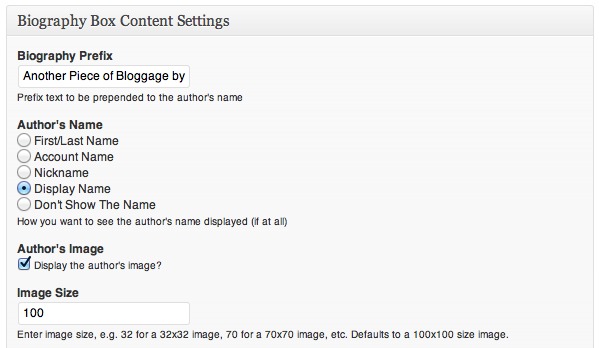 Biography Box Content Settings
Biography Prefix
Another Piece of Bloggage by
Prefix text to be prepended to the author's name
Author's Name
First/Last Name
Account Name
Nickname
Display Name
Don't Show The Name
How you want to see the author's name displayed (if at all)
Author's Image
Display the author's image?
Image Size
100
Enter image size, e.g. 32 for a 32x32 image, 70 for a 70x70 image, etc. Defaults to a 100x100 size image.